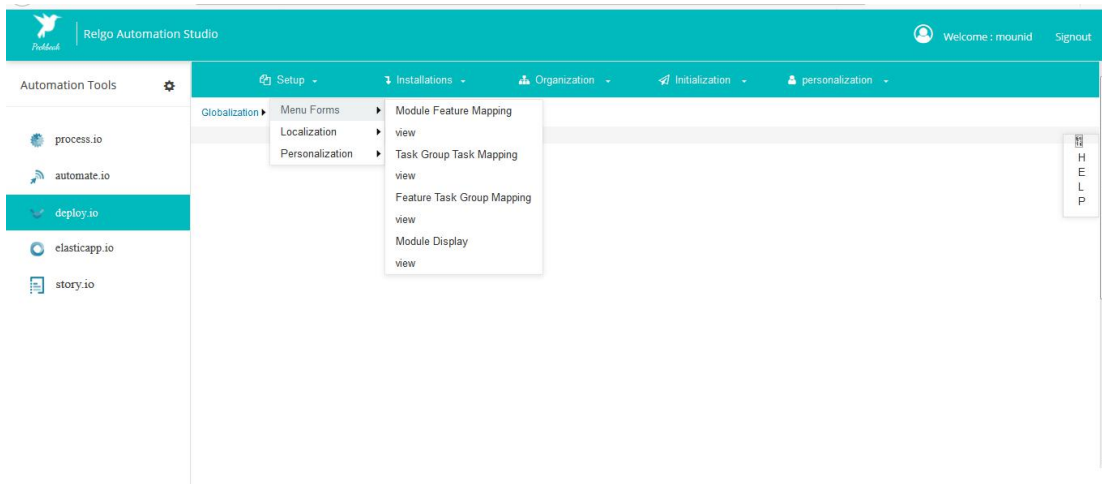 Relgo Automation Studio
Welcome : mounid
Signout
Automation Tools
Setup
Installations
Organization
Initialization
personalization
Globalization
Menu Forms
Localization
Personalization
Module Feature Mapping
view
Task Group Task Mapping
view
Feature Task Group Mapping
view
Module Display
view
process.io
automate.io
deploy.io
elasticapp.io
story.io
H
E
L
P